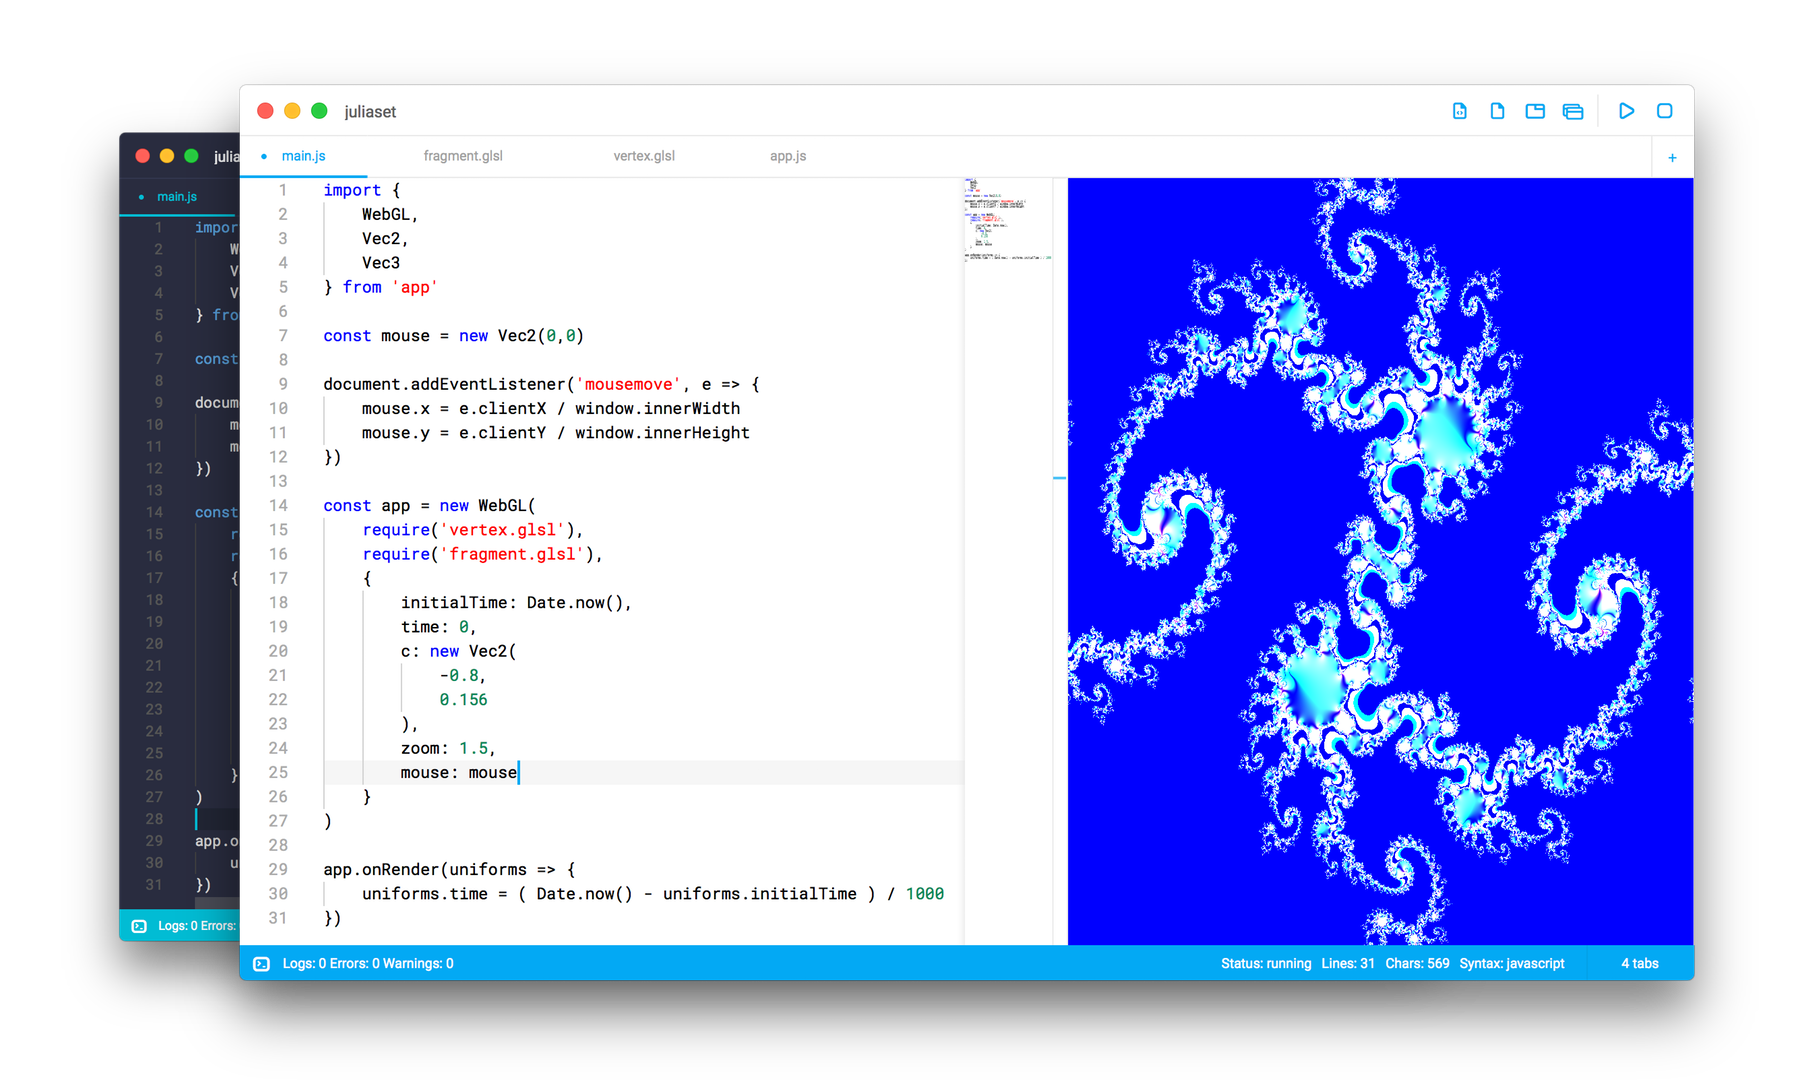 juliaset
main.js fragment.glsl vertex.glsl app.js +
1 import {
2 WebGL,
3 Vec2,
4 Vec3
5 } from 'app'
6
7 const mouse = new Vec2(0,0)
8
9 document.addEventListener('mousemove', e => {
10 mouse.x = e.clientX / window.innerWidth
11 mouse.y = e.clientY / window.innerHeight
12 })
13
14 const app = new WebGL(
15 require('vertex.glsl'),
16 require('fragment.glsl'),
17 {
18 initialTime: Date.now(),
19 time: 0,
20 c: new Vec2(
21 -0.8,
22 0.156
23 ),
24 zoom: 1.5,
25 mouse: mouse
26 }
27 )
28
29 app.onRender(uniforms => {
30 uniforms.time = ( Date.now() - uniforms.initialTime ) / 1000
31 })
Logs: 0 Errors: 0 Warnings: 0
Status: running Lines: 31 Chars: 569 Syntax: javascript 4 tabs
julia
main.js
1 impor
2 W
3 V
4 V
5 } fro
6
7 const
8
9 docum
10 m
11 m
12 })
13
14 const
15 r
16 r
17 {
18
19
20
21
22
23
24
25
26 }
27 )
28
29 app.o
30 u
31 })
Logs: 0 Errors: